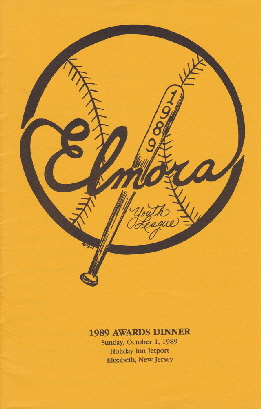 1989
Elmora
Youth
League
1989 AWARDS DINNER
Sunday, October 1, 1989
Holiday Inn Jetport
Elizabeth, New Jersey